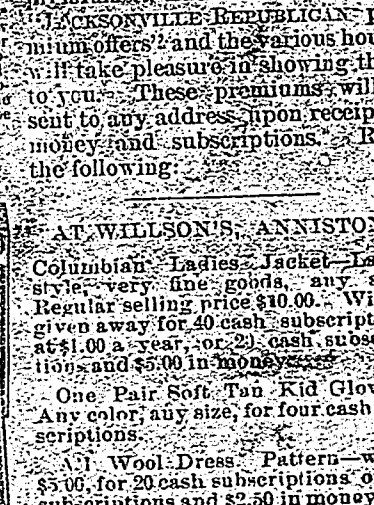 "JACKSONVILLE REPUBLICAN"
mium offers" and the various hou
will take pleasure in showing th
to you. These premiums will
sent to any address upon receip
money and subscriptions. R
the following:
AT WILLSON'S, ANNISTON
Columbian Ladies Jacket—La
style, very fine goods, any s
Regular selling price $10.00. Wi
given away for 40 cash subscript
at $1.00 a year, or 20 cash subsc
tions and $5.00 in money
One Pair Soft Tan Kid Glov
Any color, any size, for four cash
scriptions.
All Wool Dress Pattern—w
$5 00, for 20 cash subscriptions o
subscriptions and $2.50 in money